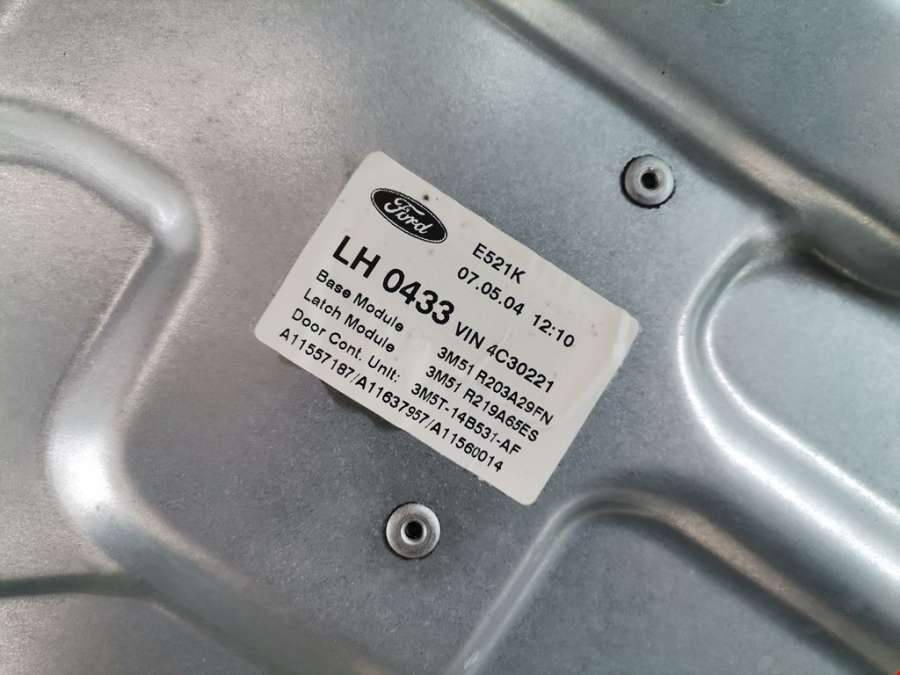 Ford
E521K
07.05.04 12:10
LH 0433 VIN 4C30221
Base Module 3M51 R203A29FN
Latch Module 3M51 R219A65ES
Door Cont. Unit: 3M5T-14B531-AF
A11557187/A11637957/A11560014